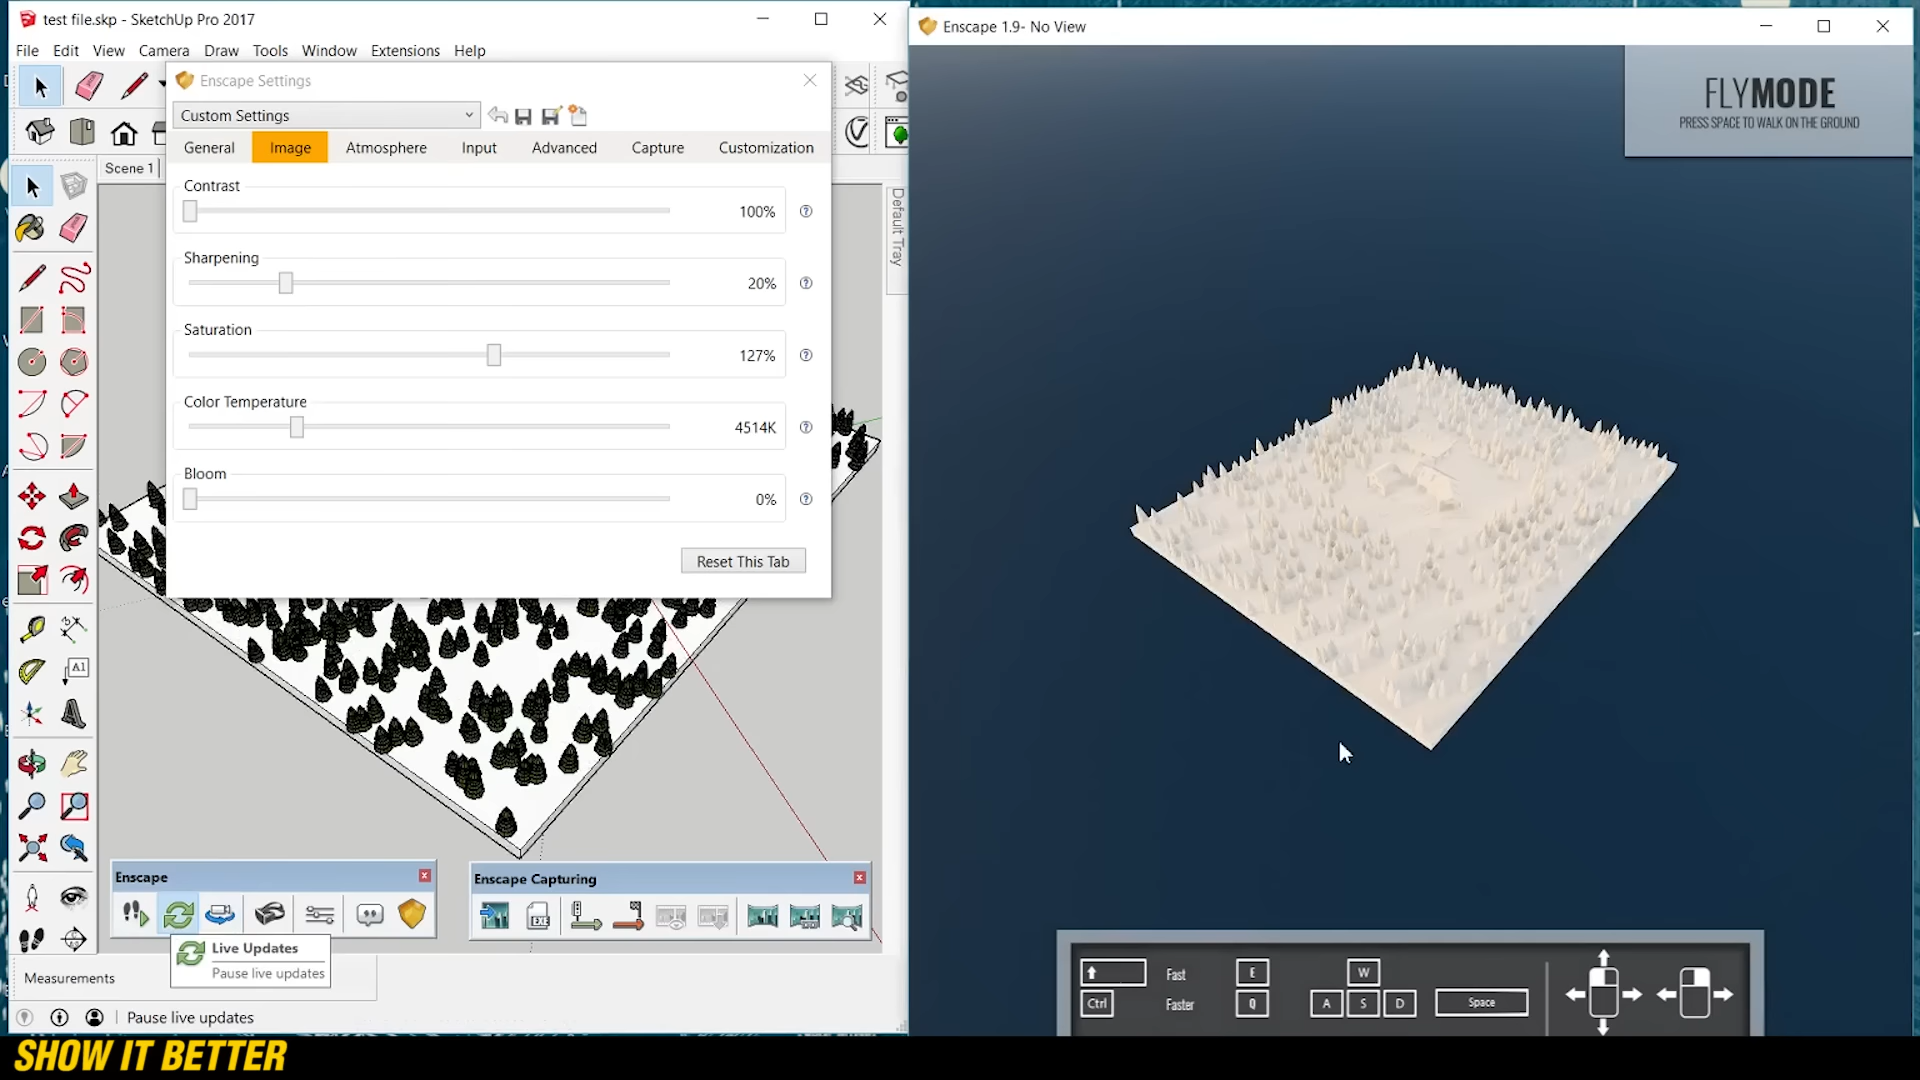 test file.skp - SketchUp Pro 2017
File Edit View Camera Draw Tools Window Extensions Help
Enscape Settings
Custom Settings
General Image Atmosphere Input Advanced Capture Customization
Scene 1
Contrast
100%
Sharpening
20%
Saturation
127%
Color Temperature
4514K
Bloom
0%
Reset This Tab
Default Tray
A1
Enscape
Enscape Capturing
Live Updates
Pause live updates
Measurements
Pause live updates
Enscape 1.9- No View
FLYMODE
PRESS SPACE TO WALK ON THE GROUND
Fast E W
Ctrl Faster Q A S D Space
SHOW IT BETTER